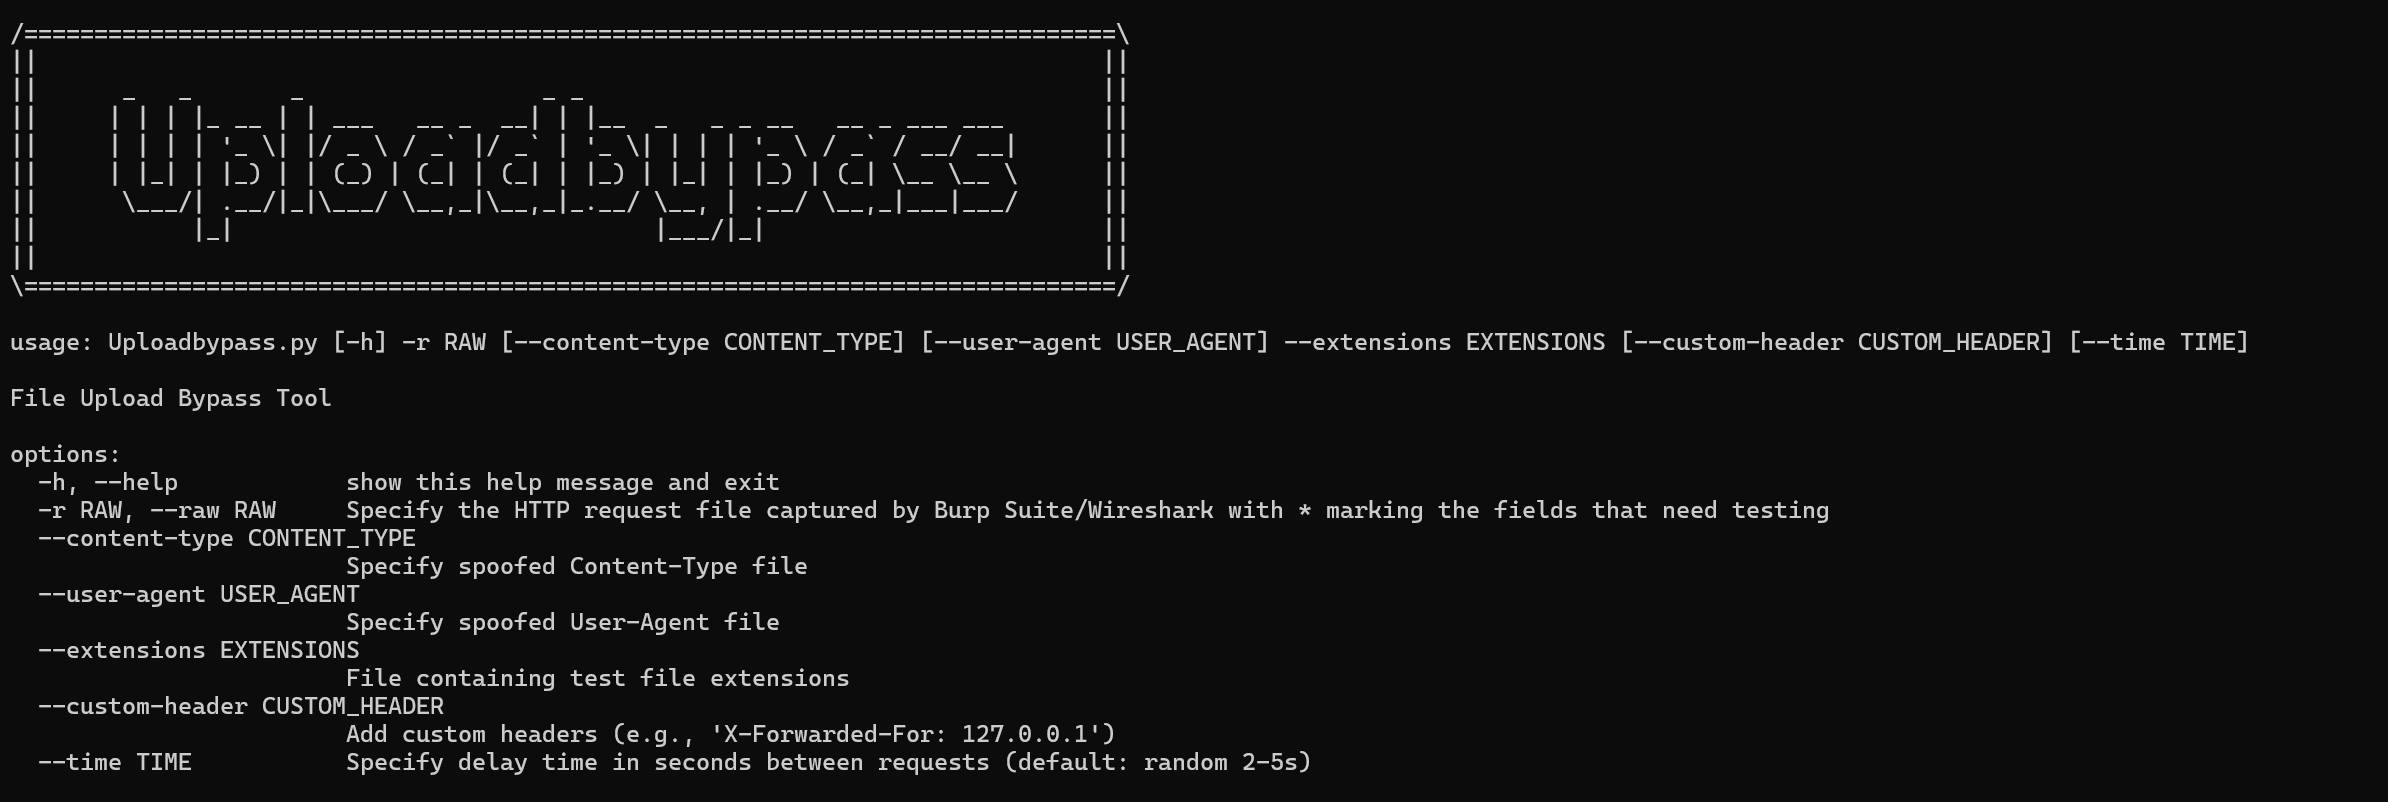 Uploadbypass
usage: Uploadbypass.py [-h] -r RAW [--content-type CONTENT_TYPE] [--user-agent USER_AGENT] --extensions EXTENSIONS [--custom-header CUSTOM_HEADER] [--time TIME]
File Upload Bypass Tool
options:
-h, --help show this help message and exit
-r RAW, --raw RAW Specify the HTTP request file captured by Burp Suite/Wireshark with * marking the fields that need testing
--content-type CONTENT_TYPE
Specify spoofed Content-Type file
--user-agent USER_AGENT
Specify spoofed User-Agent file
--extensions EXTENSIONS
File containing test file extensions
--custom-header CUSTOM_HEADER
Add custom headers (e.g., 'X-Forwarded-For: 127.0.0.1')
--time TIME Specify delay time in seconds between requests (default: random 2-5s)